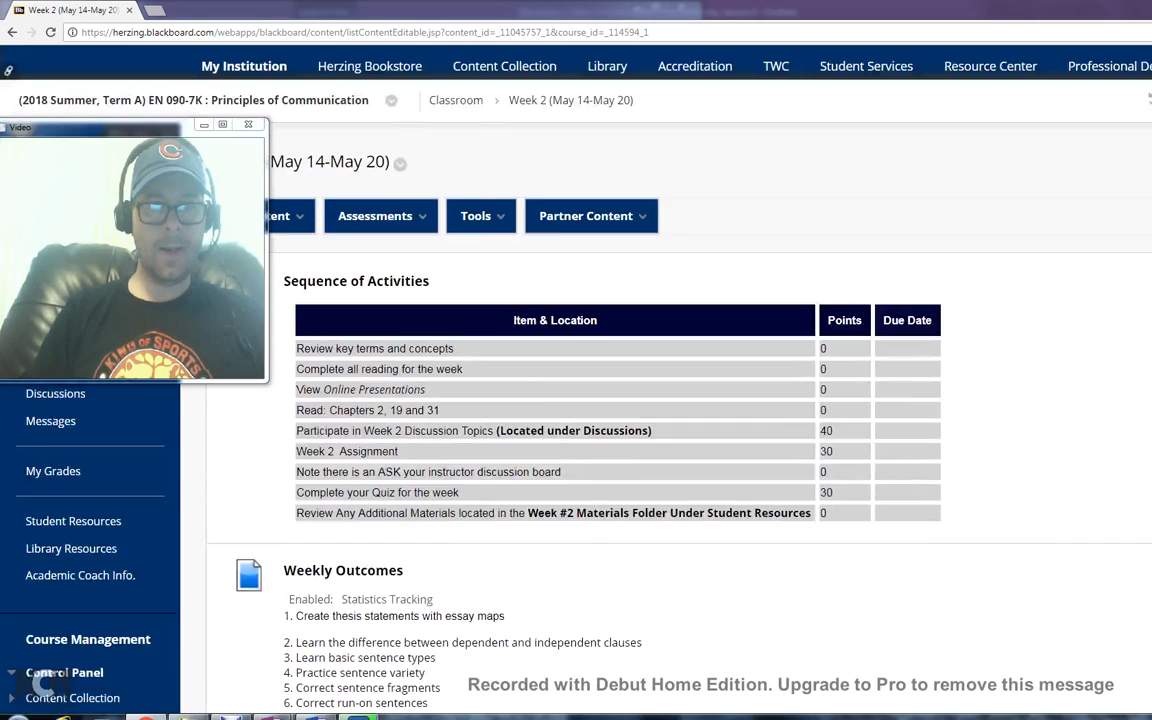 Week 2 (May 14-May 20)
https://herzing.blackboard.com/webapps/blackboard/content/listContentEditable.jsp?content_id=_11045757_1&course_id=_114594_1
My Institution Herzing Bookstore Content Collection Library Accreditation TWC Student Services Resource Center Professional De
(2018 Summer, Term A) EN 090-7K : Principles of Communication Classroom > Week 2 (May 14-May 20)
Video
May 14-May 20)
ent Assessments Tools Partner Content
KING OF SPORTS
Sequence of Activities
Item & Location Points Due Date
Review key terms and concepts 0
Complete all reading for the week 0
View Online Presentations 0
Read: Chapters 2, 19 and 31 0
Participate in Week 2 Discussion Topics (Located under Discussions) 40
Week 2 Assignment 30
Note there is an ASK your instructor discussion board 0
Complete your Quiz for the week 30
Review Any Additional Materials located in the Week #2 Materials Folder Under Student Resources 0
Discussions
Messages
My Grades
Student Resources
Library Resources
Academic Coach Info.
Course Management
Control Panel
Content Collection
Weekly Outcomes
Enabled: Statistics Tracking
1. Create thesis statements with essay maps
2. Learn the difference between dependent and independent clauses
3. Learn basic sentence types
4. Practice sentence variety
5. Correct sentence fragments
6. Correct run-on sentences
Recorded with Debut Home Edition. Upgrade to Pro to remove this message